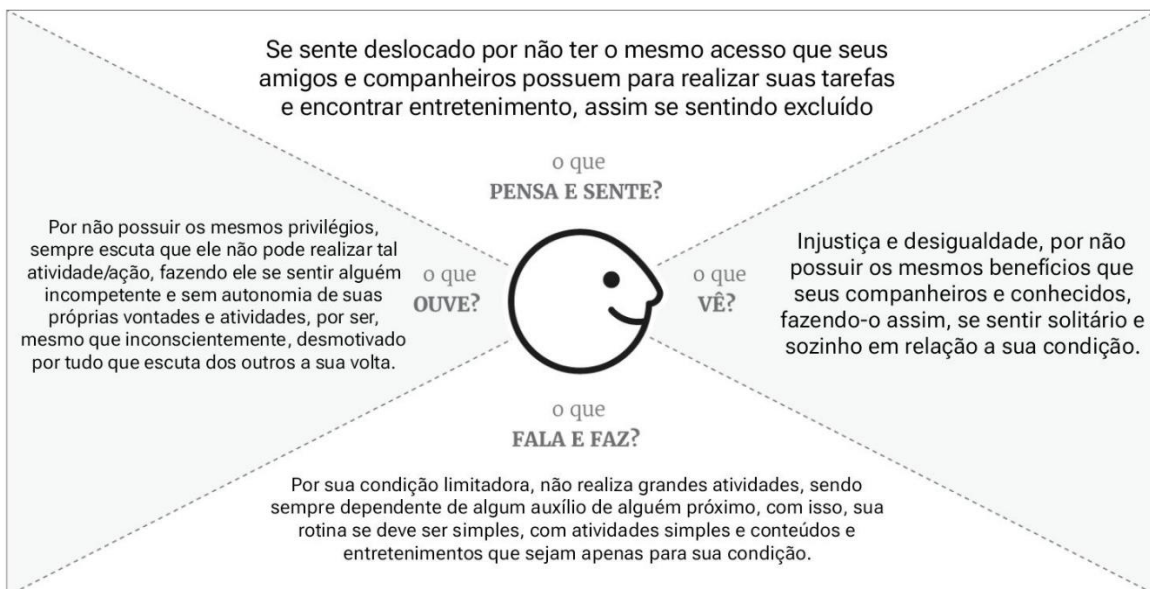 Se sente deslocado por não ter o mesmo acesso que seus
amigos e companheiros possuem para realizar suas tarefas
e encontrar entretenimento, assim se sentindo excluído
o que
PENSA E SENTE?
Por não possuir os mesmos privilégios,
sempre escuta que ele não pode realizar tal
atividade/ação, fazendo ele se sentir alguém
incompetente e sem autonomia de suas
próprias vontades e atividades, por ser,
mesmo que inconscientemente, desmotivado
por tudo que escuta dos outros a sua volta.
o que
OUVE?
o que
VÊ?
Injustiça e desigualdade, por não
possuir os mesmos benefícios que
seus companheiros e conhecidos,
fazendo-o assim, se sentir solitário e
sozinho em relação a sua condição.
o que
FALA E FAZ?
Por sua condição limitadora, não realiza grandes atividades, sendo
sempre dependente de algum auxílio de alguém próximo, com isso, sua
rotina se deve ser simples, com atividades simples e conteúdos e
entretenimentos que sejam apenas para sua condição.